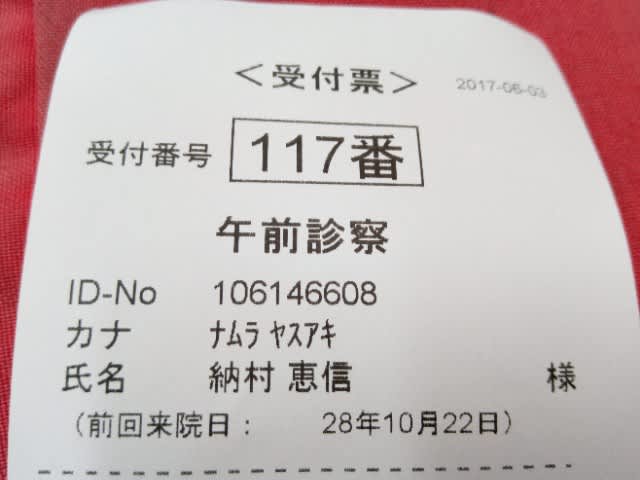 ＜受付票＞ 2017-06-03
受付番号 117番
午前診察
ID-No 106146608
カナ ﾅﾑﾗ ﾔｽｱｷ
氏名 納村 恵信 様
（前回来院日： 28年10月22日）